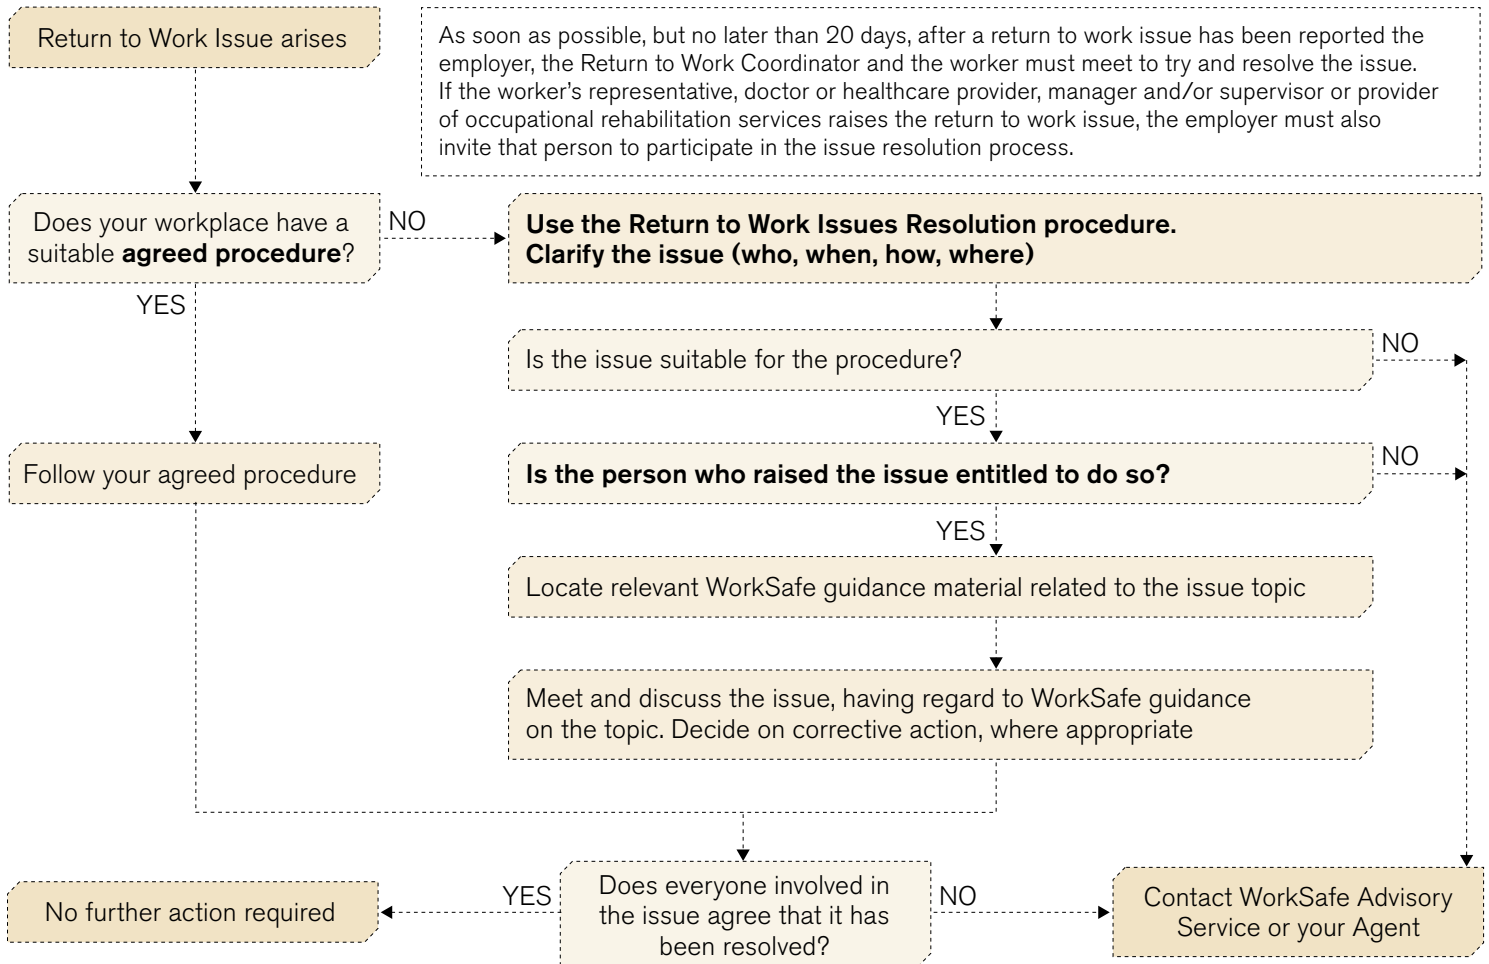 Return to Work Issue arises
As soon as possible, but no later than 20 days, after a return to work issue has been reported the
employer, the Return to Work Coordinator and the worker must meet to try and resolve the issue.
If the worker's representative, doctor or healthcare provider, manager and/or supervisor or provider
of occupational rehabilitation services raises the return to work issue, the employer must also
invite that person to participate in the issue resolution process.
Does your workplace have a
suitable agreed procedure?
NO
Use the Return to Work Issues Resolution procedure.
Clarify the issue (who, when, how, where)
YES
Is the issue suitable for the procedure?
NO
YES
Follow your agreed procedure
Is the person who raised the issue entitled to do so?
NO
YES
Locate relevant WorkSafe guidance material related to the issue topic
Meet and discuss the issue, having regard to WorkSafe guidance
on the topic. Decide on corrective action, where appropriate
No further action required
YES
Does everyone involved in
the issue agree that it has
been resolved?
NO
Contact WorkSafe Advisory
Service or your Agent